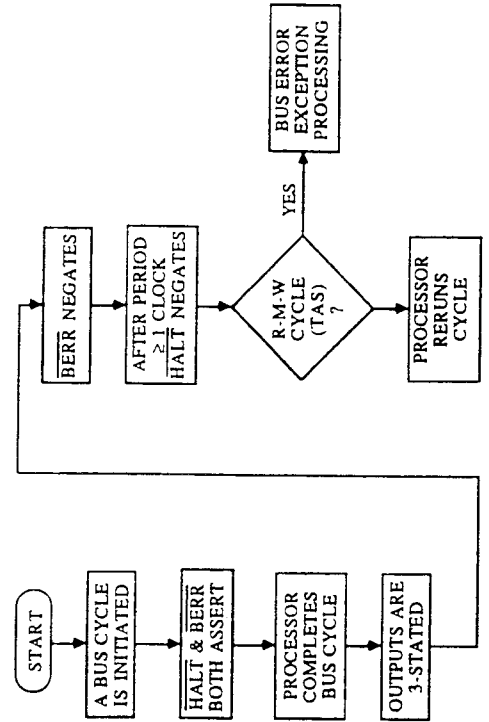 START
A BUS CYCLE
IS INITIATED
HALT & BERR
BOTH ASSERT
PROCESSOR
COMPLETES
BUS CYCLE
OUTPUTS ARE
3-STATED
BERR NEGATES
AFTER PERIOD
≥ 1 CLOCK
HALT NEGATES
R-M-W
CYCLE
(TAS)
?
YES
BUS ERROR
EXCEPTION
PROCESSING
PROCESSOR
RERUNS
CYCLE